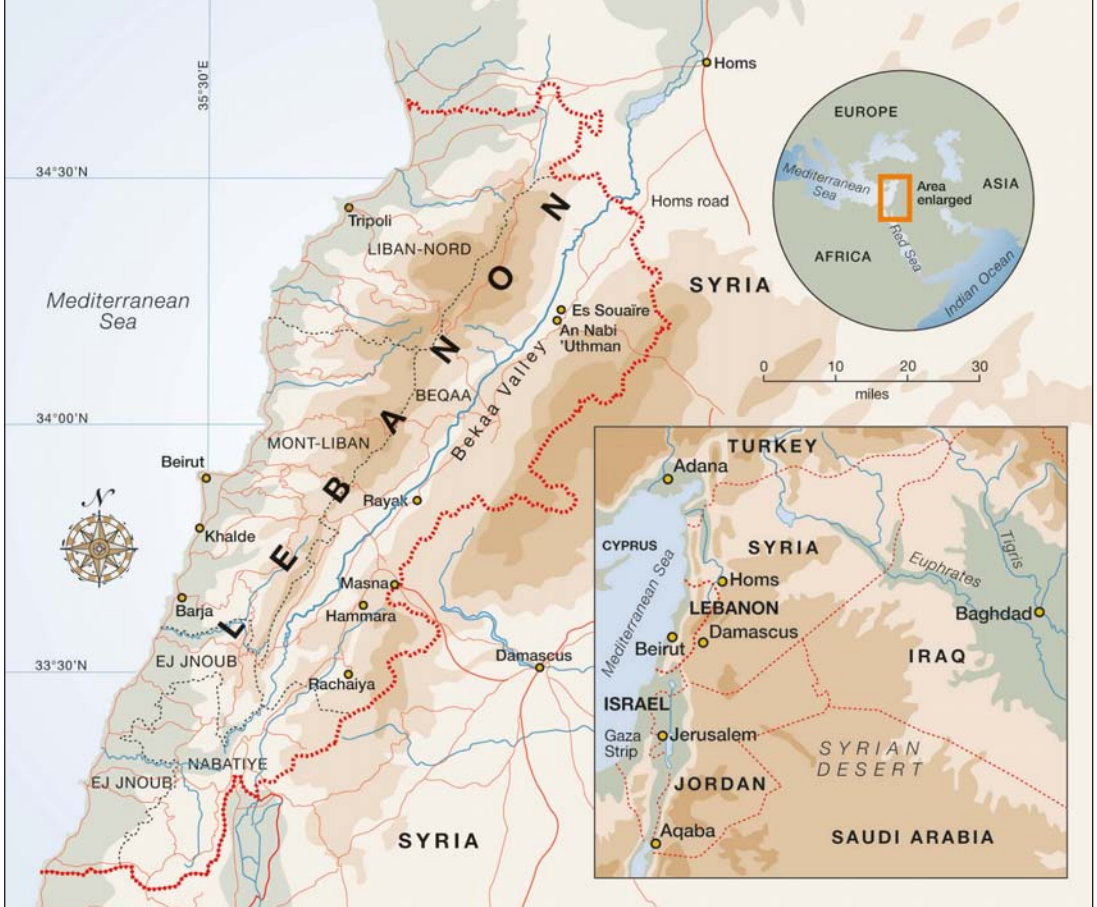 Homs
35°30'E
EUROPE
Mediterranean
Sea
Area
enlarged
ASIA
AFRICA
Red Sea
Indian Ocean
34°30'N
Tripoli
Homs road
LIBAN-NORD
SYRIA
Mediterranean
Sea
Es Souaïre
An Nabi
'Uthman
0 10 20 30
miles
LEBANNON
BEQAA
Bekaa Valley
34°00'N
MONT-LIBAN
Beirut
Rayak
Khalde
Masna
Hammara
Barja
33°30'N
EJ JNOUB
Damascus
Rachaiya
NABATIYE
EJ JNOUB
SYRIA
N
TURKEY
Adana
CYPRUS
Mediterranean Sea
SYRIA
Euphrates
Tigris
Homs
LEBANON
Damascus
Beirut
Baghdad
IRAQ
ISRAEL
Gaza
Strip
Jerusalem
SYRIAN
DESERT
JORDAN
Aqaba
SAUDI ARABIA